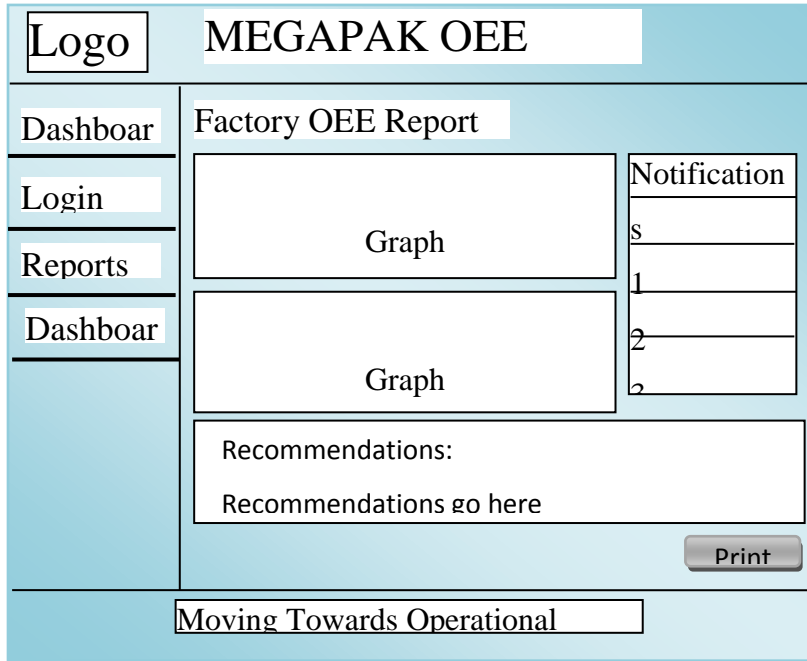 Logo
MEGAPAK OEE
Dashboar
Login
Reports
Dashboar
Factory OEE Report
Graph
Graph
Notification
s
1
2
3
Recommendations:
Recommendations go here
Print
Moving Towards Operational